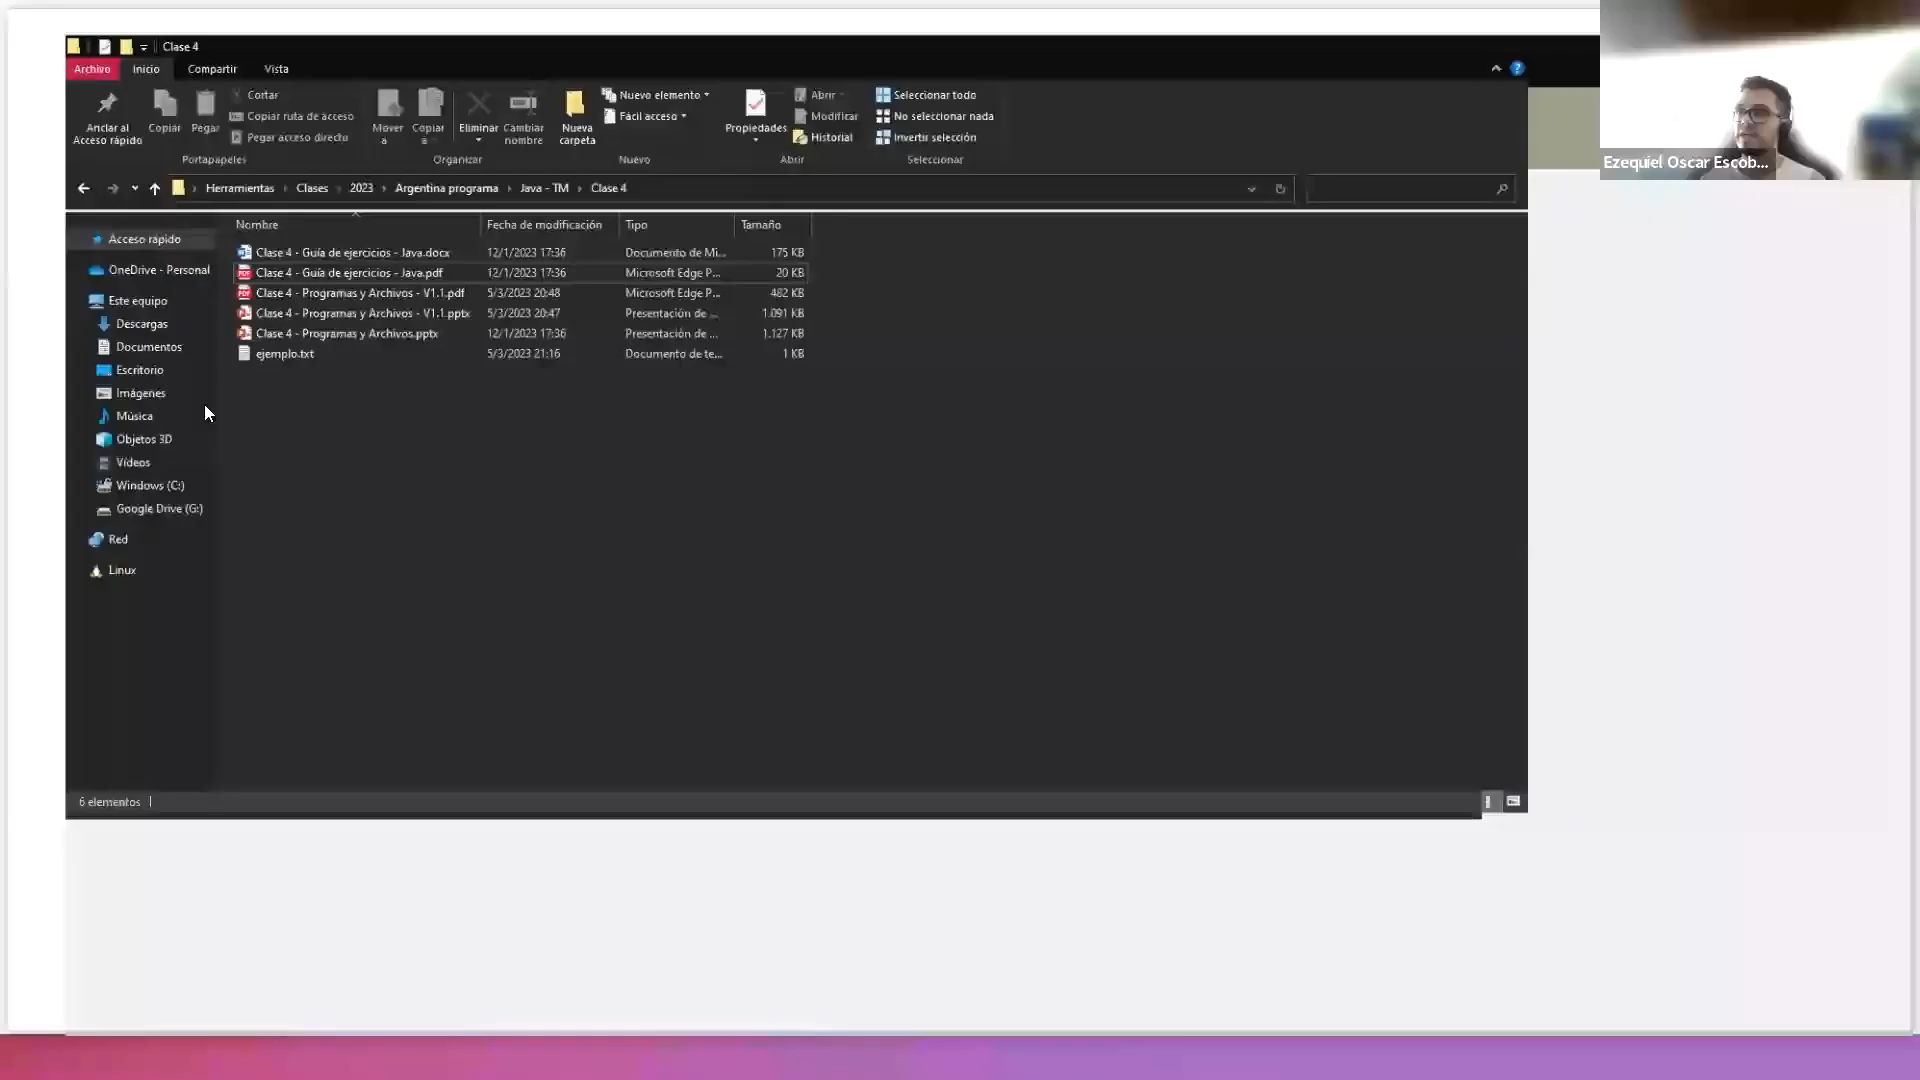 Clase 4
Archivo Inicio Compartir Vista
Anclar al Acceso rápido
Copiar
Pegar
Cortar
Copiar ruta de acceso
Pegar acceso directo
Portapapeles
Mover a
Copiar a
Eliminar
Cambiar nombre
Organizar
Nueva carpeta
Nuevo elemento
Fácil acceso
Nuevo
Propiedades
Abrir
Modificar
Historial
Abrir
Seleccionar todo
No seleccionar nada
Invertir selección
Seleccionar
Ezequiel Oscar Escob...
Herramientas › Clases › 2023 › Argentina programa › Java - TM › Clase 4
Nombre Fecha de modificación Tipo Tamaño
Clase 4 - Guía de ejercicios - Java.docx 12/1/2023 17:36 Documento de Mi... 175 KB
Clase 4 - Guía de ejercicios - Java.pdf 12/1/2023 17:36 Microsoft Edge P... 20 KB
Clase 4 - Programas y Archivos - V1.1.pdf 5/3/2023 20:48 Microsoft Edge P... 482 KB
Clase 4 - Programas y Archivos - V1.1.pptx 5/3/2023 20:47 Presentación de ... 1.091 KB
Clase 4 - Programas y Archivos.pptx 12/1/2023 17:36 Presentación de ... 1.127 KB
ejemplo.txt 5/3/2023 21:16 Documento de te... 1 KB
Acceso rápido
OneDrive - Personal
Este equipo
Descargas
Documentos
Escritorio
Imágenes
Música
Objetos 3D
Vídeos
Windows (C:)
Google Drive (G:)
Red
Linux
6 elementos